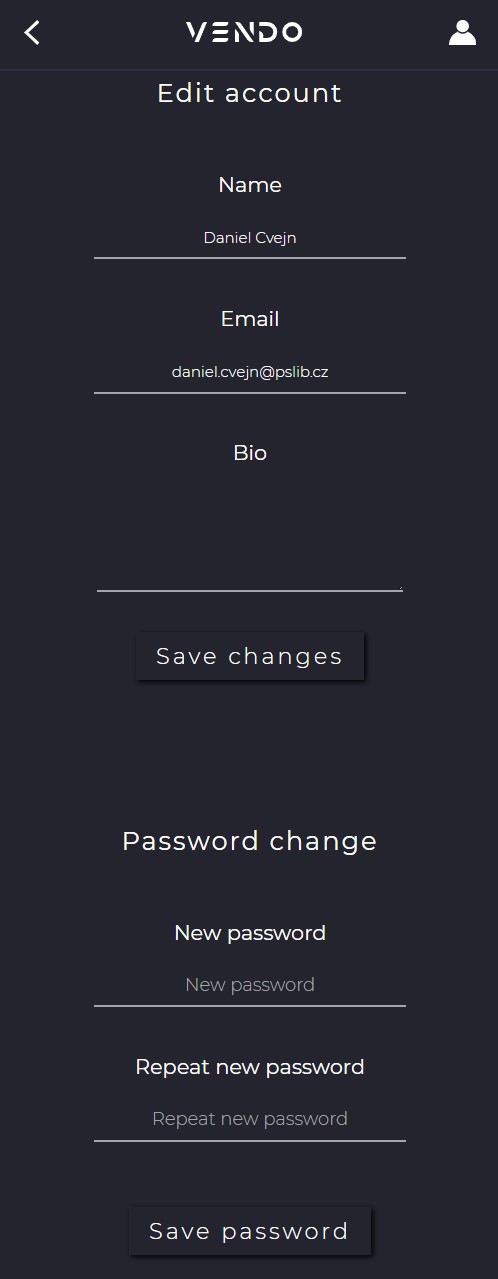 VENDO
Edit account
Name
Daniel Cvejn
Email
daniel.cvejn@pslib.cz
Bio
Save changes
Password change
New password
New password
Repeat new password
Repeat new password
Save password